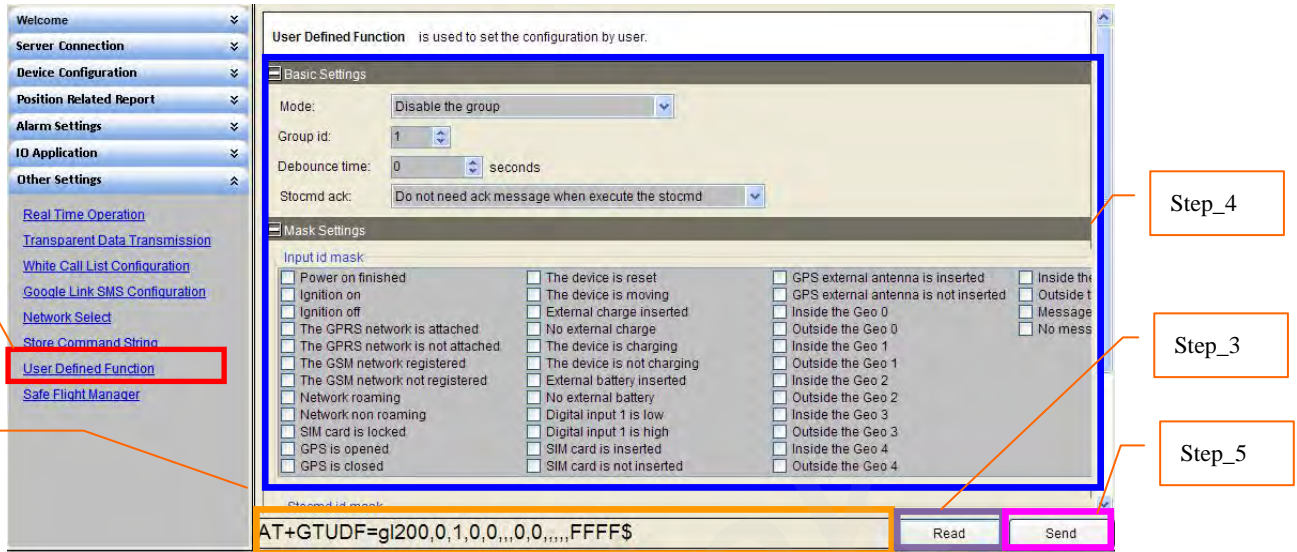 Welcome
Server Connection
Device Configuration
Position Related Report
Alarm Settings
IO Application
Other Settings
Real Time Operation
Transparent Data Transmission
White Call List Configuration
Google Link SMS Configuration
Network Select
Store Command String
User Defined Function
Safe Flight Manager
User Defined Function is used to set the configuration by user.
Basic Settings
Mode: Disable the group
Group id: 1
Debounce time: 0 seconds
Stocmd ack: Do not need ack message when execute the stocmd
Mask Settings
Input id mask
Power on finished
Ignition on
Ignition off
The GPRS network is attached
The GPRS network is not attached
The GSM network registered
The GSM network not registered
Network roaming
Network non roaming
SIM card is locked
GPS is opened
GPS is closed
The device is reset
The device is moving
External charge inserted
No external charge
The device is charging
The device is not charging
External battery inserted
No external battery
Digital input 1 is low
Digital input 1 is high
SIM card is inserted
SIM card is not inserted
GPS external antenna is inserted
GPS external antenna is not inserted
Inside the Geo 0
Outside the Geo 0
Inside the Geo 1
Outside the Geo 1
Inside the Geo 2
Outside the Geo 2
Inside the Geo 3
Outside the Geo 3
Inside the Geo 4
Outside the Geo 4
Inside the
Outside t
Message
No mess
Stocmd id mask
AT+GTUDF=gl200,0,1,0,0,,,0,0,,,,,FFFF$
Read
Send
Step_4
Step_3
Step_5